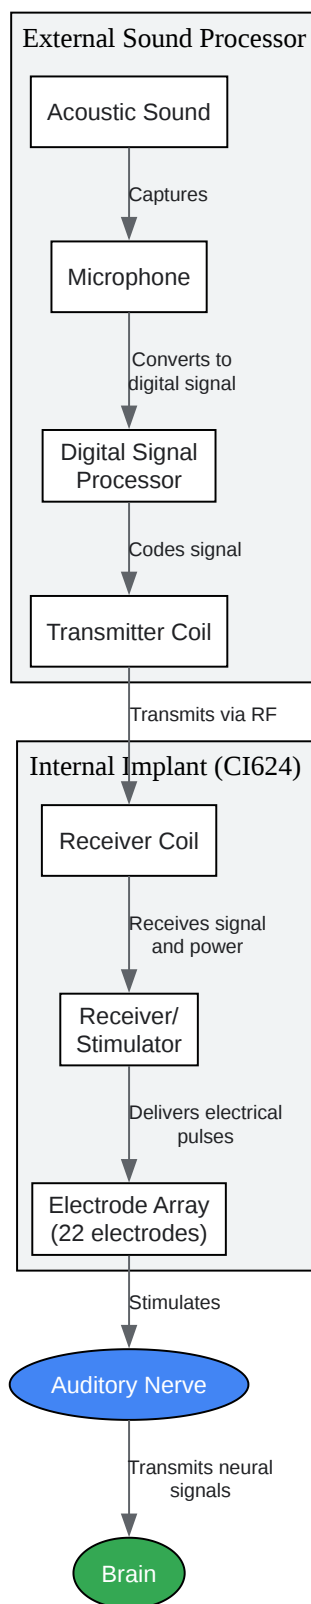 External Sound Processor
Acoustic Sound
Captures
Microphone
Converts to
digital signal
Digital Signal
Processor
Codes signal
Transmitter Coil
Transmits via RF
Internal Implant (CI624)
Receiver Coil
Receives signal
and power
Receiver/
Stimulator
Delivers electrical
pulses
Electrode Array
(22 electrodes)
Stimulates
Auditory Nerve
Transmits neural
signals
Brain